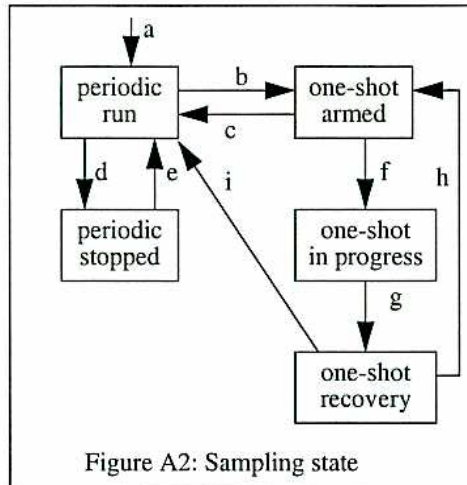 a
periodic
run
b
one-shot
armed
c
d
e
i
f
h
periodic
stopped
one-shot
in progress
g
one-shot
recovery
Figure A2: Sampling state